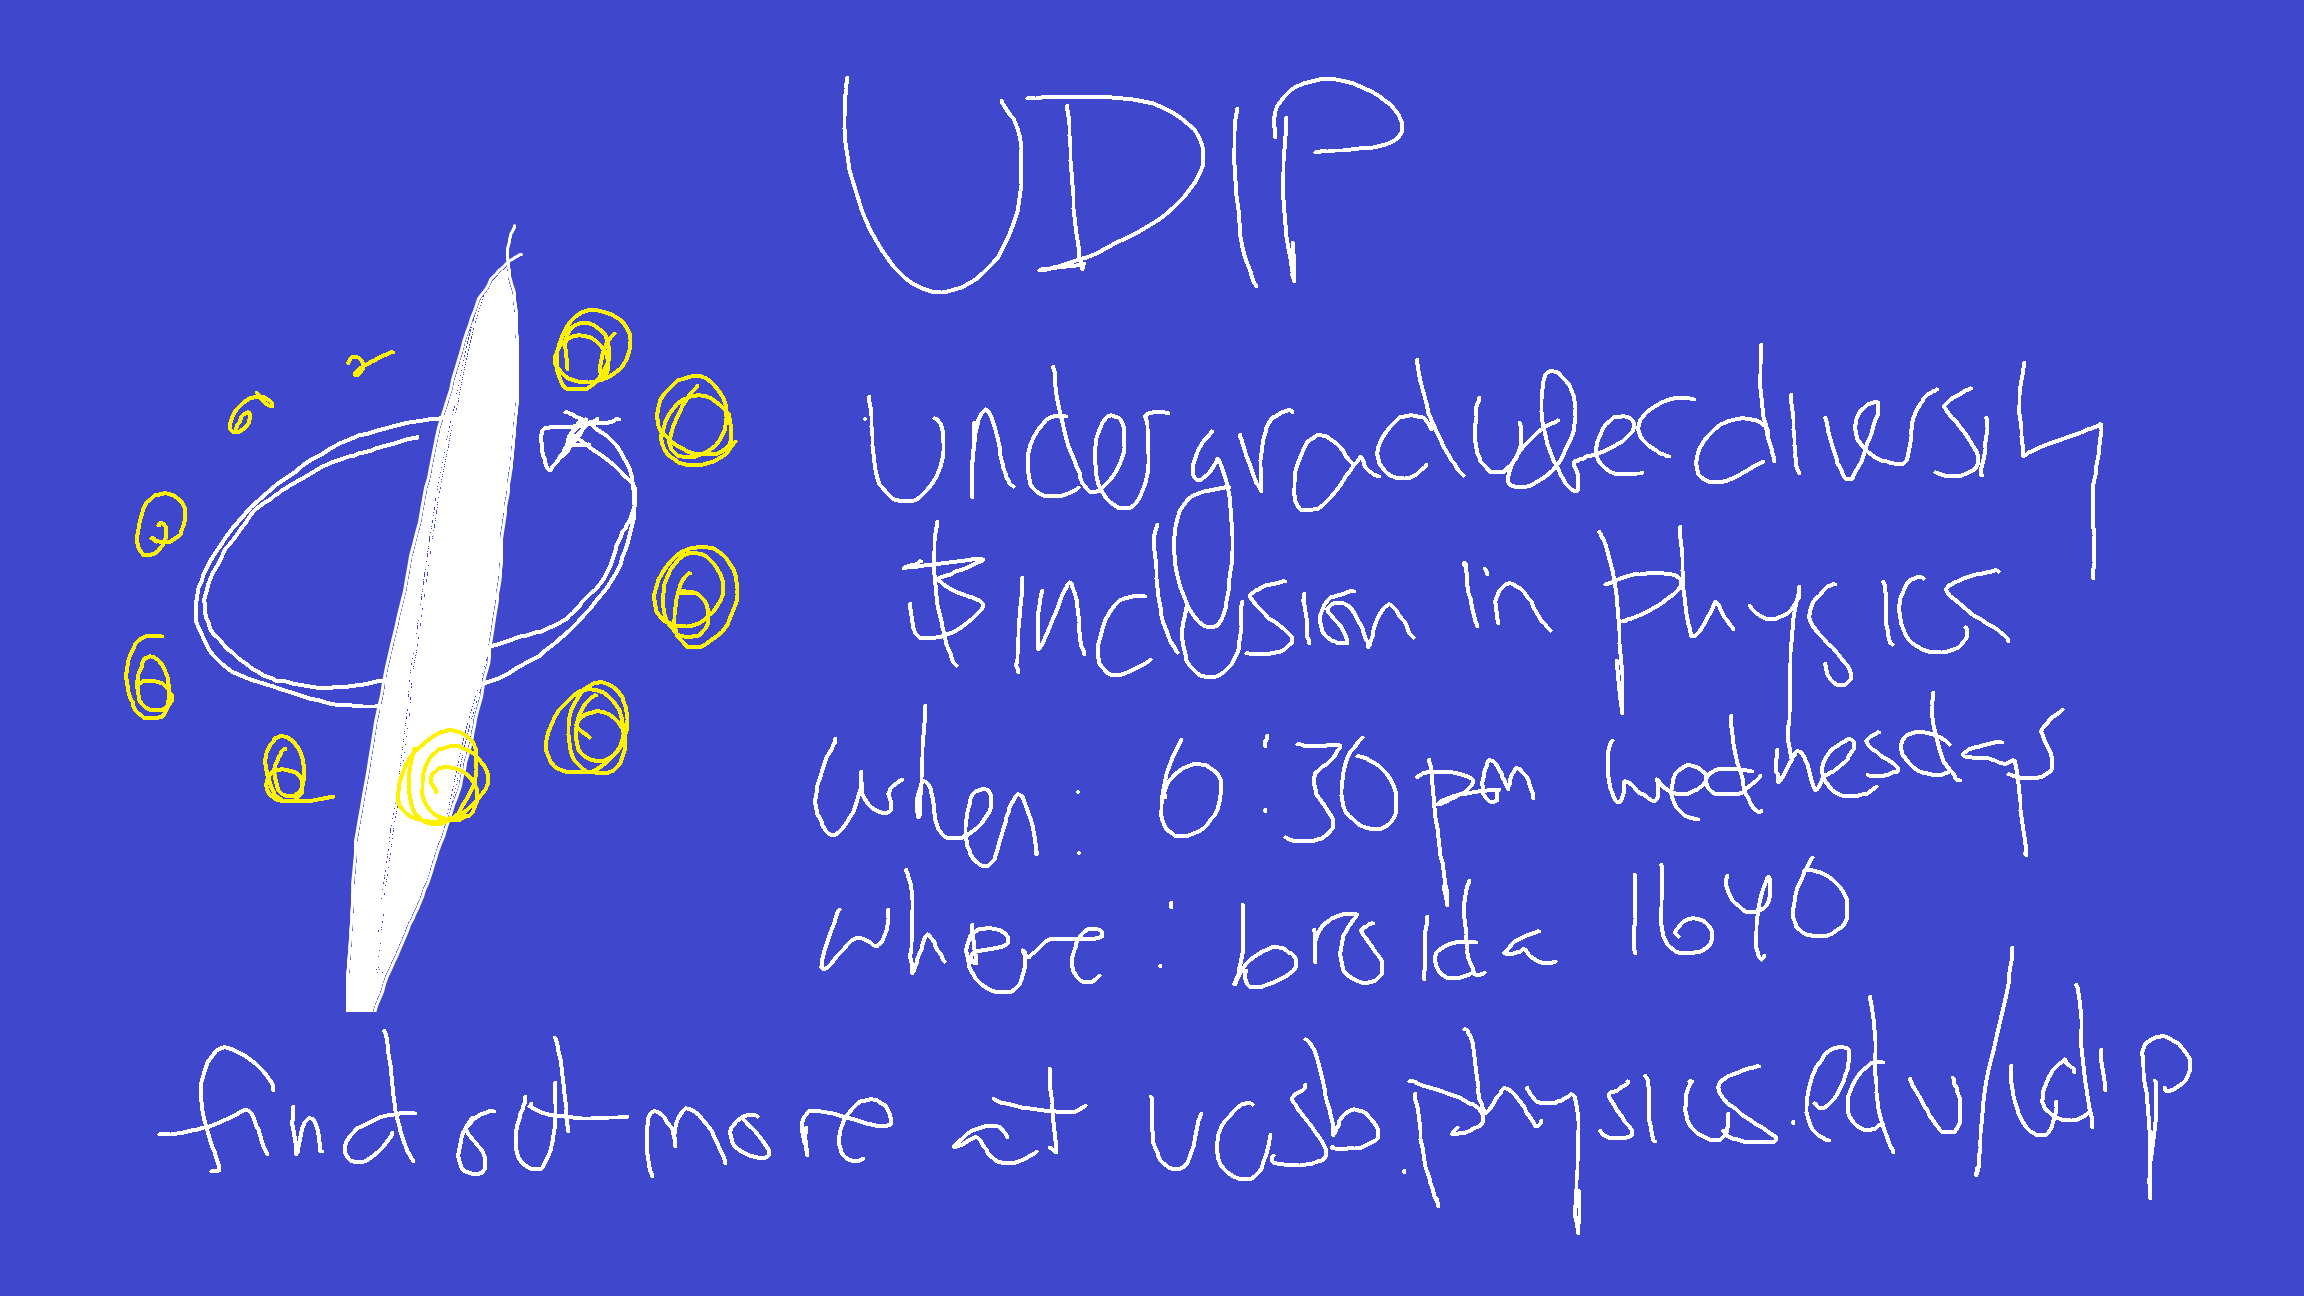 UDIP
undergraduate diversity
& inclusion in physics
when: 6:30pm wednesdays
where: broida 1640
find out more at ucsb.physics.edu/udip